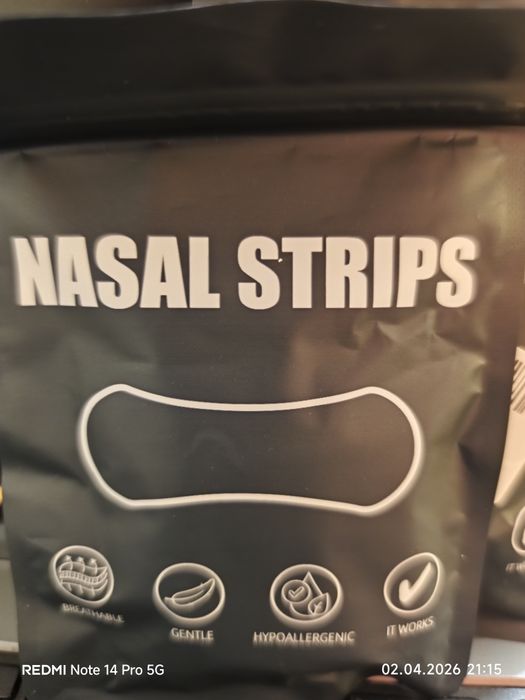 NASAL STRIPS
BREATHABLE
GENTLE
HYPOALLERGENIC
IT WORKS
REDMI Note 14 Pro 5G
02.04.2026 21:15